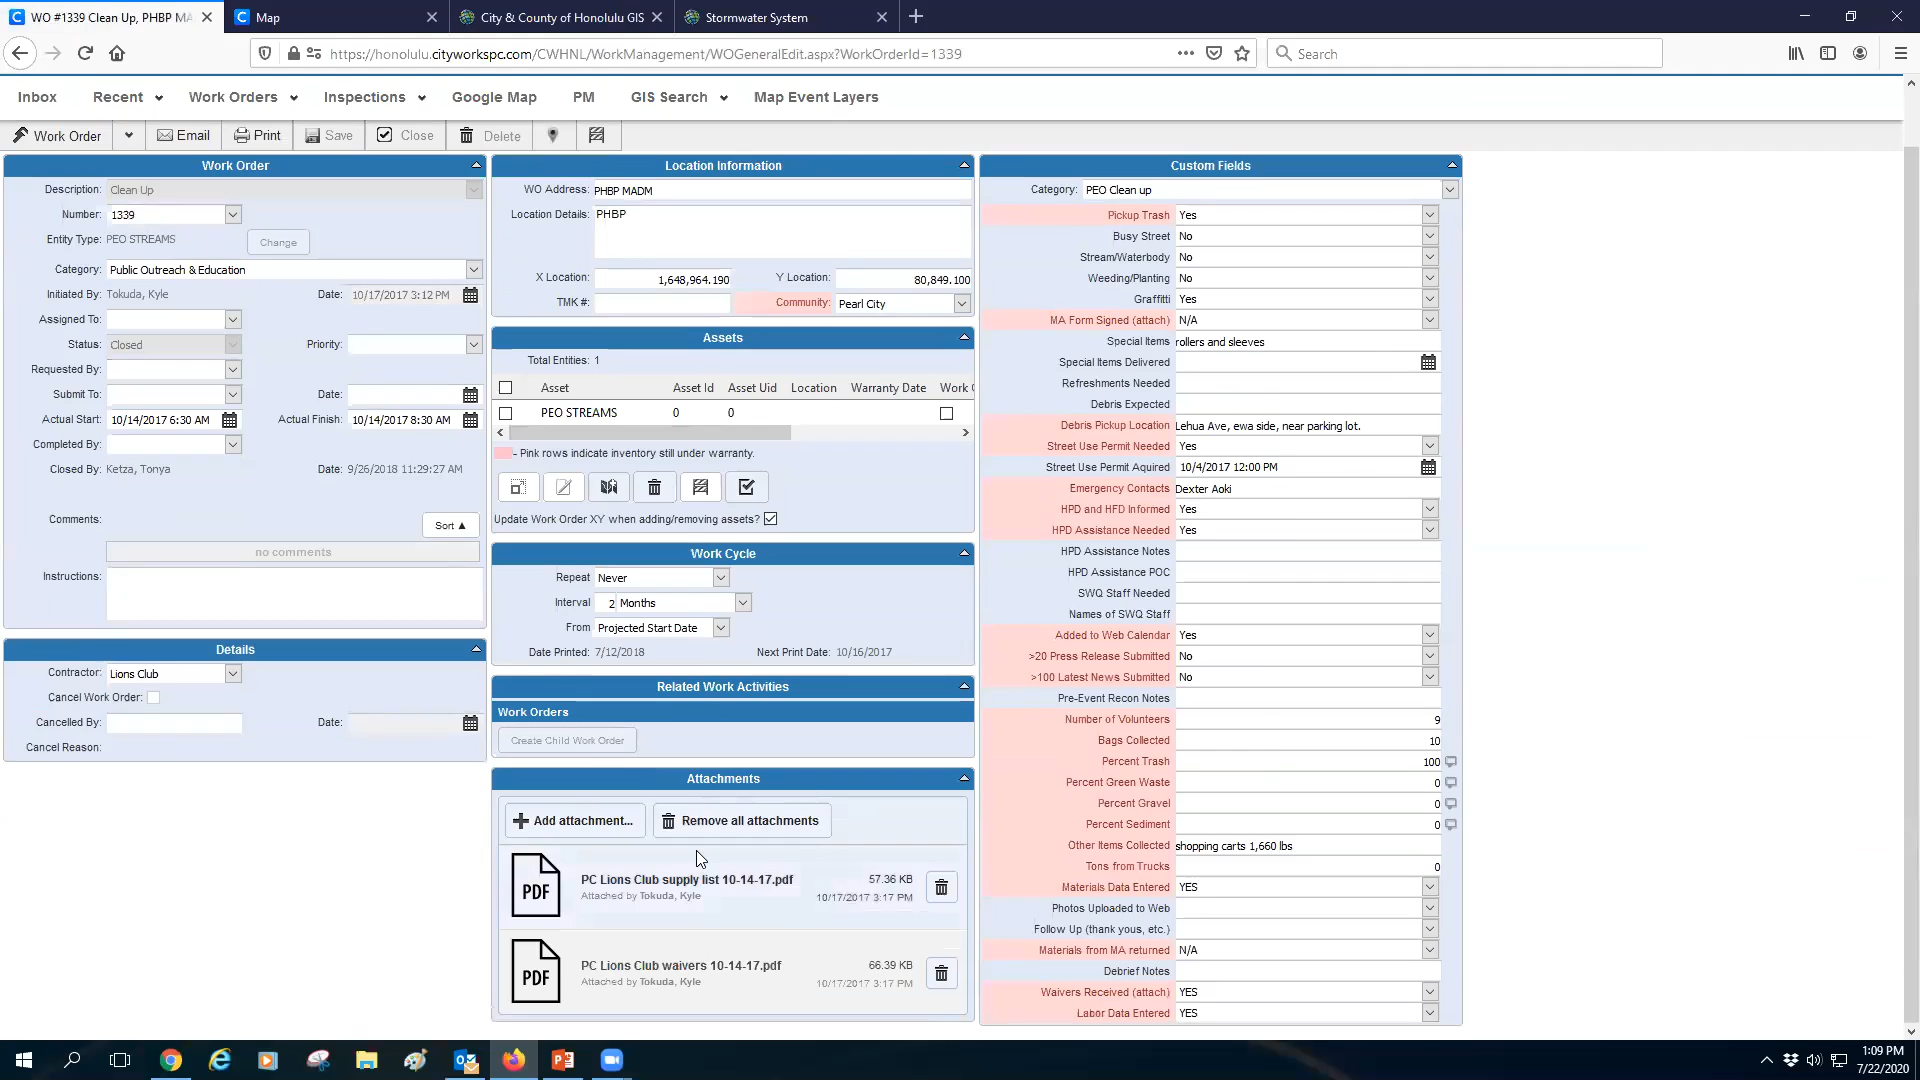 WO #1339 Clean Up, PHBP MA
Map
City & County of Honolulu GIS
Stormwater System
https://honolulu.cityworkspc.com/CWHNL/WorkManagement/WOGeneralEdit.aspx?WorkOrderId=1339
Search
Inbox
Recent
Work Orders
Inspections
Google Map
PM
GIS Search
Map Event Layers
Work Order
Email
Print
Save
Close
Delete
Work Order
Description: Clean Up
Number: 1339
Entity Type: PEO STREAMS
Change
Category: Public Outreach & Education
Initiated By: Tokuda, Kyle Date: 10/17/2017 3:12 PM
Assigned To:
Status: Closed Priority:
Requested By:
Submit To: Date:
Actual Start: 10/14/2017 6:30 AM Actual Finish: 10/14/2017 8:30 AM
Completed By:
Closed By: Ketza, Tonya Date: 9/26/2018 11:29:27 AM
Comments: Sort ▲
no comments
Instructions:
Details
Contractor: Lions Club
Cancel Work Order:
Cancelled By: Date:
Cancel Reason:
Location Information
WO Address: PHBP MADM
Location Details: PHBP
X Location: 1,648,964.190 Y Location: 80,849.100
TMK #: Community: Pearl City
Assets
Total Entities: 1
Asset Asset Id Asset Uid Location Warranty Date Work
PEO STREAMS 0 0
- Pink rows indicate inventory still under warranty.
Update Work Order XY when adding/removing assets?
Work Cycle
Repeat Never
Interval 2 Months
From Projected Start Date
Date Printed: 7/12/2018 Next Print Date: 10/16/2017
Related Work Activities
Work Orders
Create Child Work Order
Attachments
Add attachment...
Remove all attachments
PDF
PC Lions Club supply list 10-14-17.pdf 57.36 KB
Attached by Tokuda, Kyle 10/17/2017 3:17 PM
PDF
PC Lions Club waivers 10-14-17.pdf 66.39 KB
Attached by Tokuda, Kyle 10/17/2017 3:17 PM
Custom Fields
Category: PEO Clean up
Pickup Trash Yes
Busy Street No
Stream/Waterbody No
Weeding/Planting No
Graffitti Yes
MA Form Signed (attach) N/A
Special Items rollers and sleeves
Special Items Delivered
Refreshments Needed
Debris Expected
Debris Pickup Location Lehua Ave, ewa side, near parking lot.
Street Use Permit Needed Yes
Street Use Permit Aquired 10/4/2017 12:00 PM
Emergency Contacts Dexter Aoki
HPD and HFD Informed Yes
HPD Assistance Needed Yes
HPD Assistance Notes
HPD Assistance POC
SWQ Staff Needed
Names of SWQ Staff
Added to Web Calendar Yes
>20 Press Release Submitted No
>100 Latest News Submitted No
Pre-Event Recon Notes
Number of Volunteers 9
Bags Collected 10
Percent Trash 100
Percent Green Waste 0
Percent Gravel 0
Percent Sediment 0
Other Items Collected shopping carts 1,660 lbs
Tons from Trucks 0
Materials Data Entered YES
Photos Uploaded to Web
Follow Up (thank yous, etc.)
Materials from MA returned N/A
Debrief Notes
Waivers Received (attach) YES
Labor Data Entered YES
1:09 PM
7/22/2020